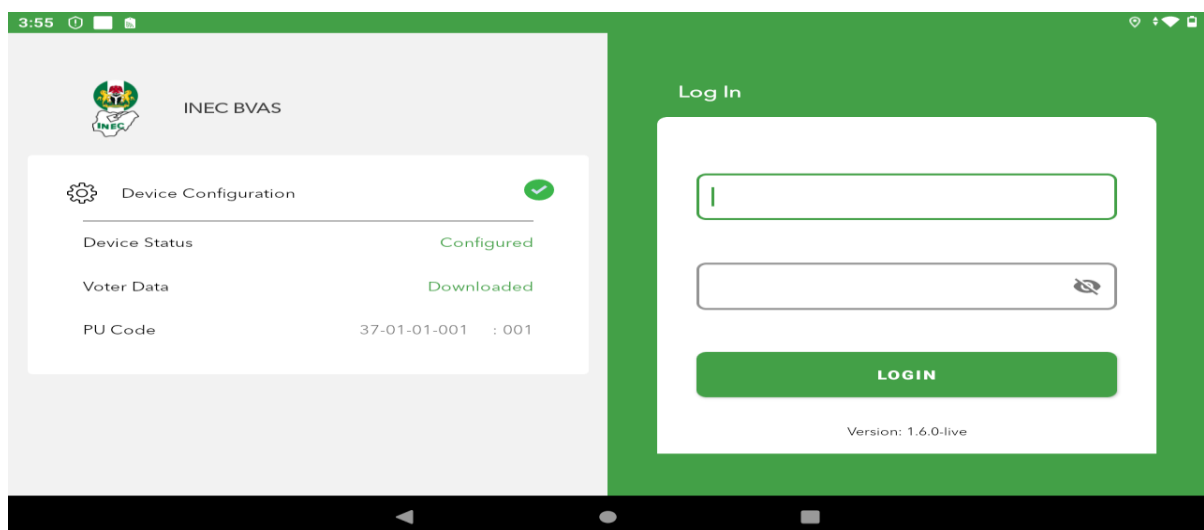 3:55
INEC
INEC BVAS
Device Configuration
Device Status Configured
Voter Data Downloaded
PU Code 37-01-01-001 : 001
Log In
LOGIN
Version: 1.6.0-live